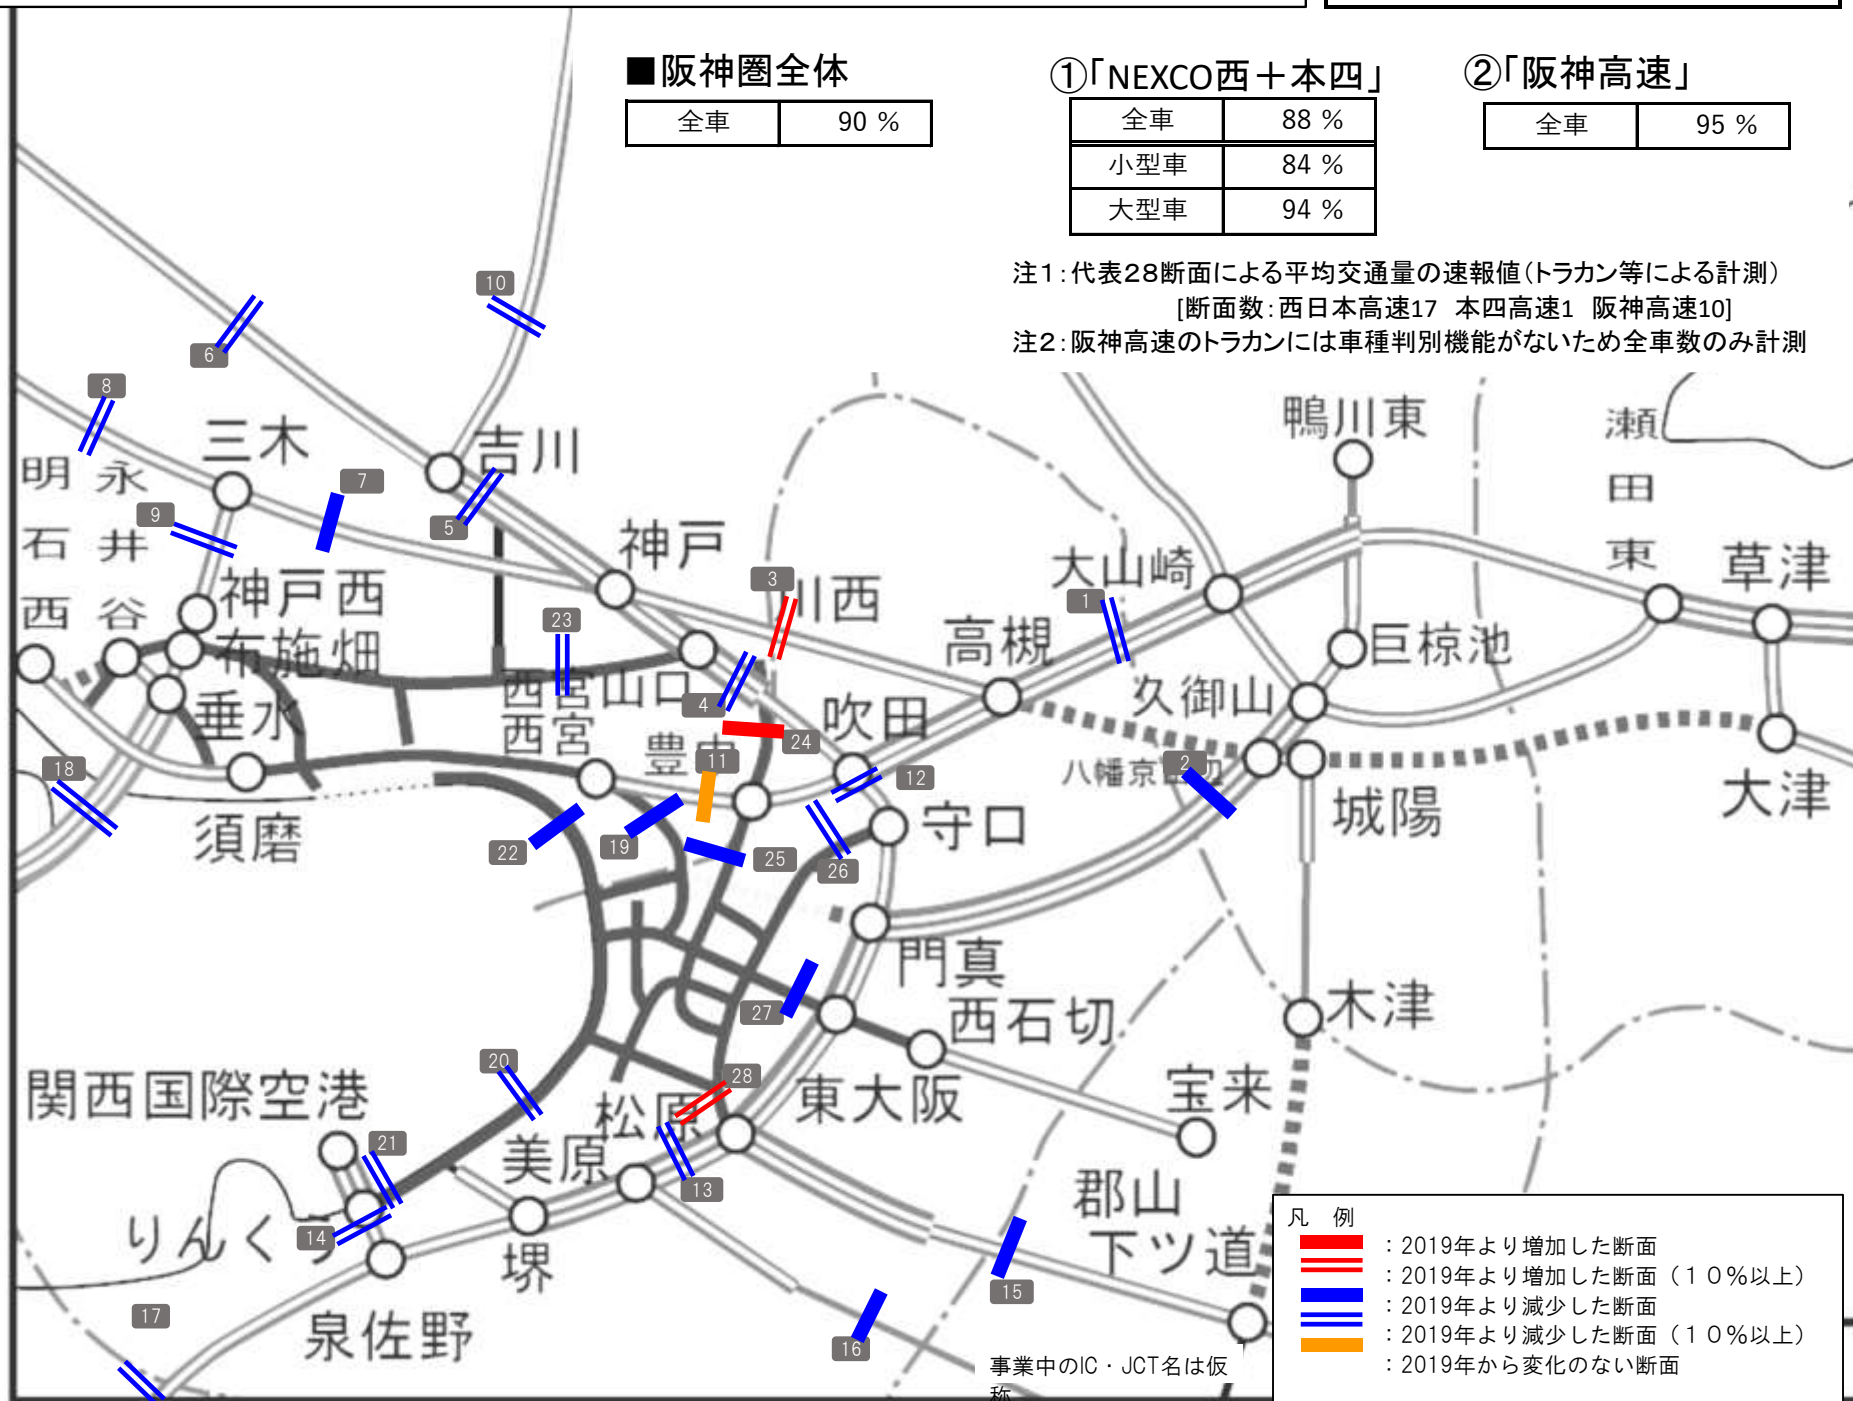 ■阪神圏全体
全車 90 %
①「NEXCO西＋本四」
全車 88 %
小型車 84 %
大型車 94 %
②「阪神高速」
全車 95 %
注1：代表28断面による平均交通量の速報値（トラカン等による計測）
[断面数：西日本高速17 本四高速1 阪神高速10]
注2：阪神高速のトラカンには車種判別機能がないため全車数のみ計測
10
6
8
三木
吉川
鴨川東
瀬田東
明石西
永井谷
7
9
5
神戸
大山崎
草津
神戸西
3
川西
1
23
布施畑
高槻
巨椋池
西宮山口
4
久御山
垂水
西宮
吹田
24
豊中
11
12
2
18
大津
須磨
22
19
25
26
守口
城陽
門真
27
西石切
木津
20
28
関西国際空港
松原
東大阪
宝来
21
美原
13
郡山
りんくう
14
下ツ道
堺
15
17
泉佐野
16
事業中のIC・JCT名は仮
称
凡 例
：2019年より増加した断面
：2019年より増加した断面（１０％以上）
：2019年より減少した断面
：2019年より減少した断面（１０％以上）
：2019年から変化のない断面